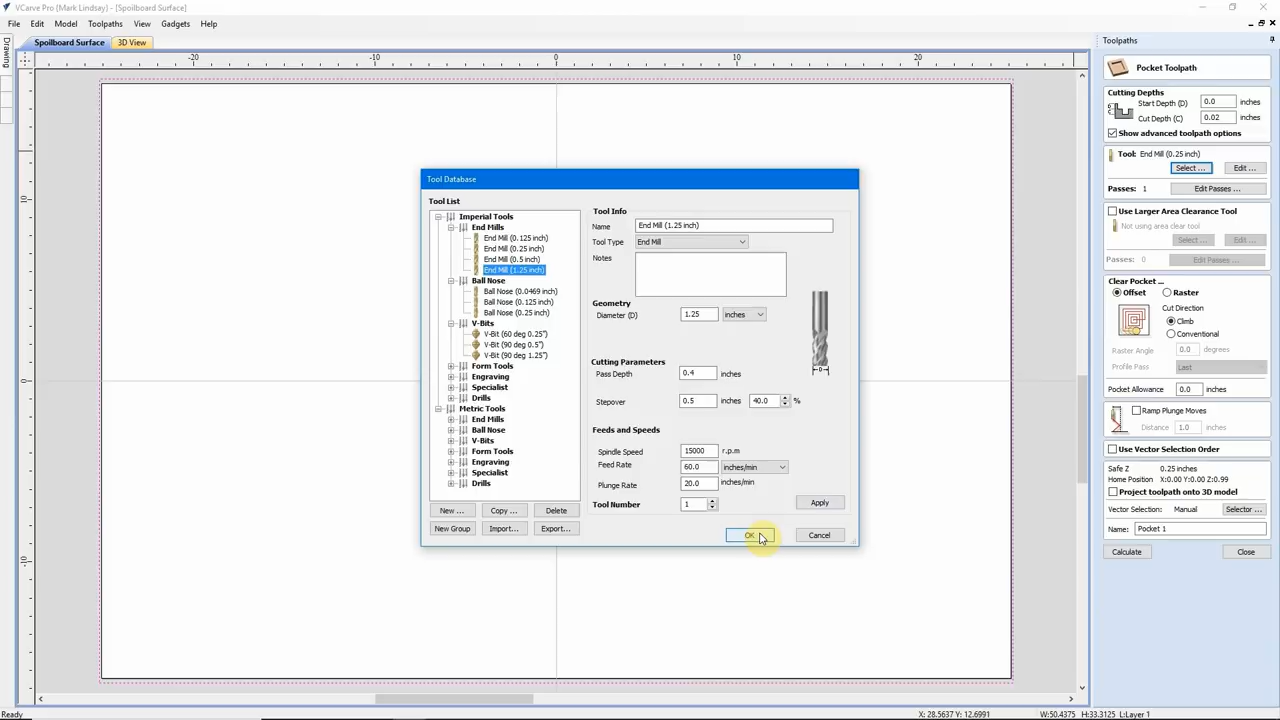 VCarve Pro [Mark Lindsay] - [Spoilboard Surface]
File Edit Model Toolpaths View Gadgets Help
Drawing
Spoilboard Surface 3D View
-20 -10 0 10 20
10
0
-10
Tool Database
Tool List
Imperial Tools
End Mills
End Mill (0.125 inch)
End Mill (0.25 inch)
End Mill (0.5 inch)
End Mill (1.25 inch)
Ball Nose
Ball Nose (0.0469 inch)
Ball Nose (0.125 inch)
Ball Nose (0.25 inch)
V-Bits
V-Bit (60 deg 0.25")
V-Bit (90 deg 0.5")
V-Bit (90 deg 1.25")
Form Tools
Engraving
Specialist
Drills
Metric Tools
End Mills
Ball Nose
V-Bits
Form Tools
Engraving
Specialist
Drills
New ... Copy ... Delete
New Group Import... Export...
Tool Info
Name End Mill (1.25 inch)
Tool Type End Mill
Notes
Geometry
Diameter (D) 1.25 inches
D
Cutting Parameters
Pass Depth 0.4 inches
Stepover 0.5 inches 40.0 %
Feeds and Speeds
Spindle Speed 15000 r.p.m
Feed Rate 60.0 inches/min
Plunge Rate 20.0 inches/min
Tool Number 1 Apply
OK Cancel
Toolpaths
Pocket Toolpath
Cutting Depths
Start Depth (D) 0.0 inches
Cut Depth (C) 0.02 inches
Show advanced toolpath options
Tool: End Mill (0.25 inch)
Select ... Edit ...
Passes: 1 Edit Passes ...
Use Larger Area Clearance Tool
Not using area clearance tool
Select ... Edit ...
Passes: 0 Edit Passes ...
Clear Pocket ...
Offset Raster
Cut Direction
Climb
Conventional
Raster Angle 0.0 degrees
Profile Pass Last
Pocket Allowance 0.0 inches
Ramp Plunge Moves
Distance 1.0 inches
Use Vector Selection Order
Safe Z 0.25 inches
Home Position X:0.00 Y:0.00 Z:0.99
Project toolpath onto 3D model
Vector Selection: Manual Selector ...
Name: Pocket 1
Calculate Close
Ready X: 28.5637 Y: 12.6991 W:50.4375 H:33.3125 L:Layer 1